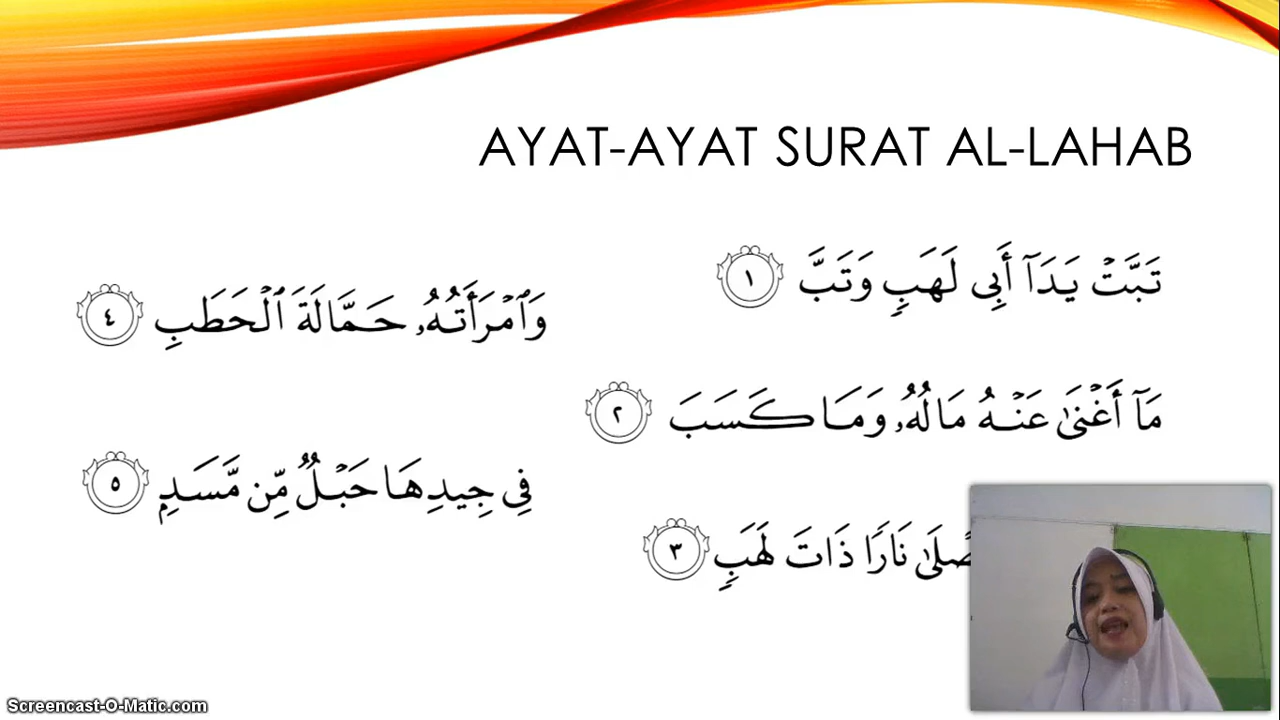 AYAT-AYAT SURAT AL-LAHAB
تَبَّتۡ يَدَآ أَبِي لَهَبٖ وَتَبَّ ١
مَآ أَغۡنَىٰ عَنۡهُ مَالُهُۥ وَمَا كَسَبَ ٢
نَارٗا ذَاتَ لَهَبٖ ٣
وَٱمۡرَأَتُهُۥ حَمَّالَةَ ٱلۡحَطَبِ ٤
فِي جِيدِهَا حَبۡلٞ مِّن مَّسَدِۭ ٥
Screencast-O-Matic.com